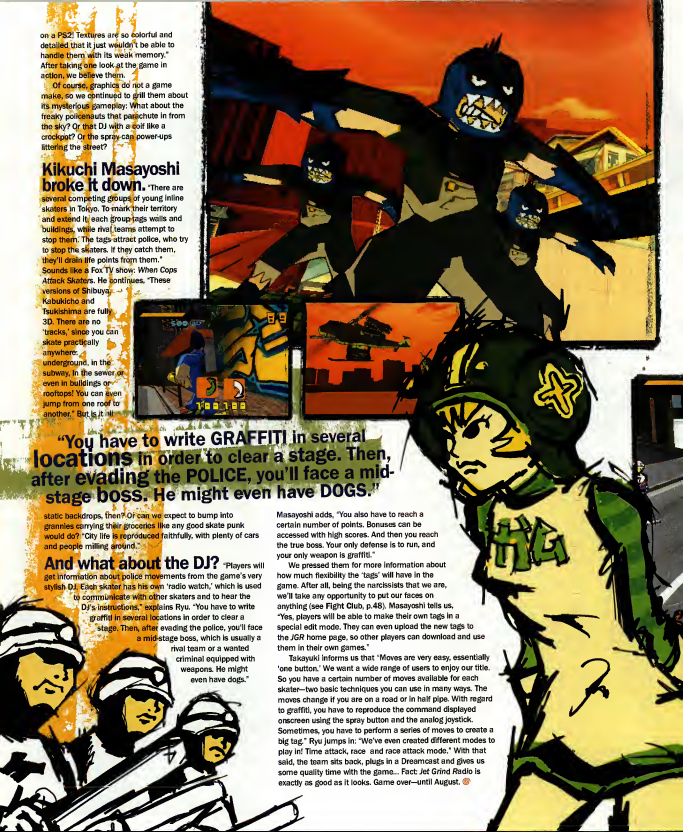 on a PS2! Textures are so colorful and
detailed that it just wouldn't be able to
handle them with its weak memory."
After taking one look at the game in
action, we believe them.
Of course, graphics do not a game
make, so we continued to grill them about
its mysterious gameplay: What about the
freaky policenauts that parachute in from
the sky? Or that DJ with a coif like a
crockpot? Or the spray-can power-ups
littering the street?
Kikuchi Masayoshi
broke it down. "There are
several competing groups of young inline
skaters in Tokyo. To mark their territory
and extend it, each group tags walls and
buildings, while rival teams attempt to
stop them. The tags attract police, who try
to stop the skaters. If they catch them,
they'll drain life points from them."
Sounds like a Fox TV show: When Cops
Attack Skaters. He continues, "These
versions of Shibuya,
Kabukicho and
Tsukishima are fully
3D. There are no
'tracks,' since you can
skate practically
anywhere:
underground, in the
subway, in the sewer or
even in buildings or
rooftops! You can even
jump from one roof to
another." But is it all
"You have to write GRAFFITI in several
locations in order to clear a stage. Then,
after evading the POLICE, you'll face a mid-
stage boss. He might even have DOGS."
static backdrops, then? Or can we expect to bump into
grannies carrying their groceries like any good skate punk
would do? "City life is reproduced faithfully, with plenty of cars
and people milling around."
And what about the DJ? "Players will
get information about police movements from the game's very
stylish DJ. Each skater has his own 'radio watch,' which is used
to communicate with other skaters and to hear the
DJ's instructions," explains Ryu. "You have to write
graffiti in several locations in order to clear a
stage. Then, after evading the police, you'll face
a mid-stage boss, which is usually a
rival team or a wanted
criminal equipped with
weapons. He might
even have dogs."
Masayoshi adds, "You also have to reach a
certain number of points. Bonuses can be
accessed with high scores. And then you reach
the true boss. Your only defense is to run, and
your only weapon is graffiti."
We pressed them for more information about
how much flexibility the 'tags' will have in the
game. After all, being the narcissists that we are,
we'll take any opportunity to put our faces on
anything (see Fight Club, p.48). Masayoshi tells us,
"Yes, players will be able to make their own tags in a
special edit mode. They can even upload the new tags to
the JGR home page, so other players can download and use
them in their own games."
Takayuki informs us that "Moves are very easy, essentially
'one button.' We want a wide range of users to enjoy our title.
So you have a certain number of moves available for each
skater—two basic techniques you can use in many ways. The
moves change if you are on a road or in half pipe. With regard
to graffiti, you have to reproduce the command displayed
onscreen using the spray button and the analog joystick.
Sometimes, you have to perform a series of moves to create a
big tag." Ryu jumps in: "We've even created different modes to
play in! Time attack, race and race attack mode." With that
said, the team sits back, plugs in a Dreamcast and gives us
some quality time with the game... Fact: Jet Grind Radio is
exactly as good as it looks. Game over—until August.
HG